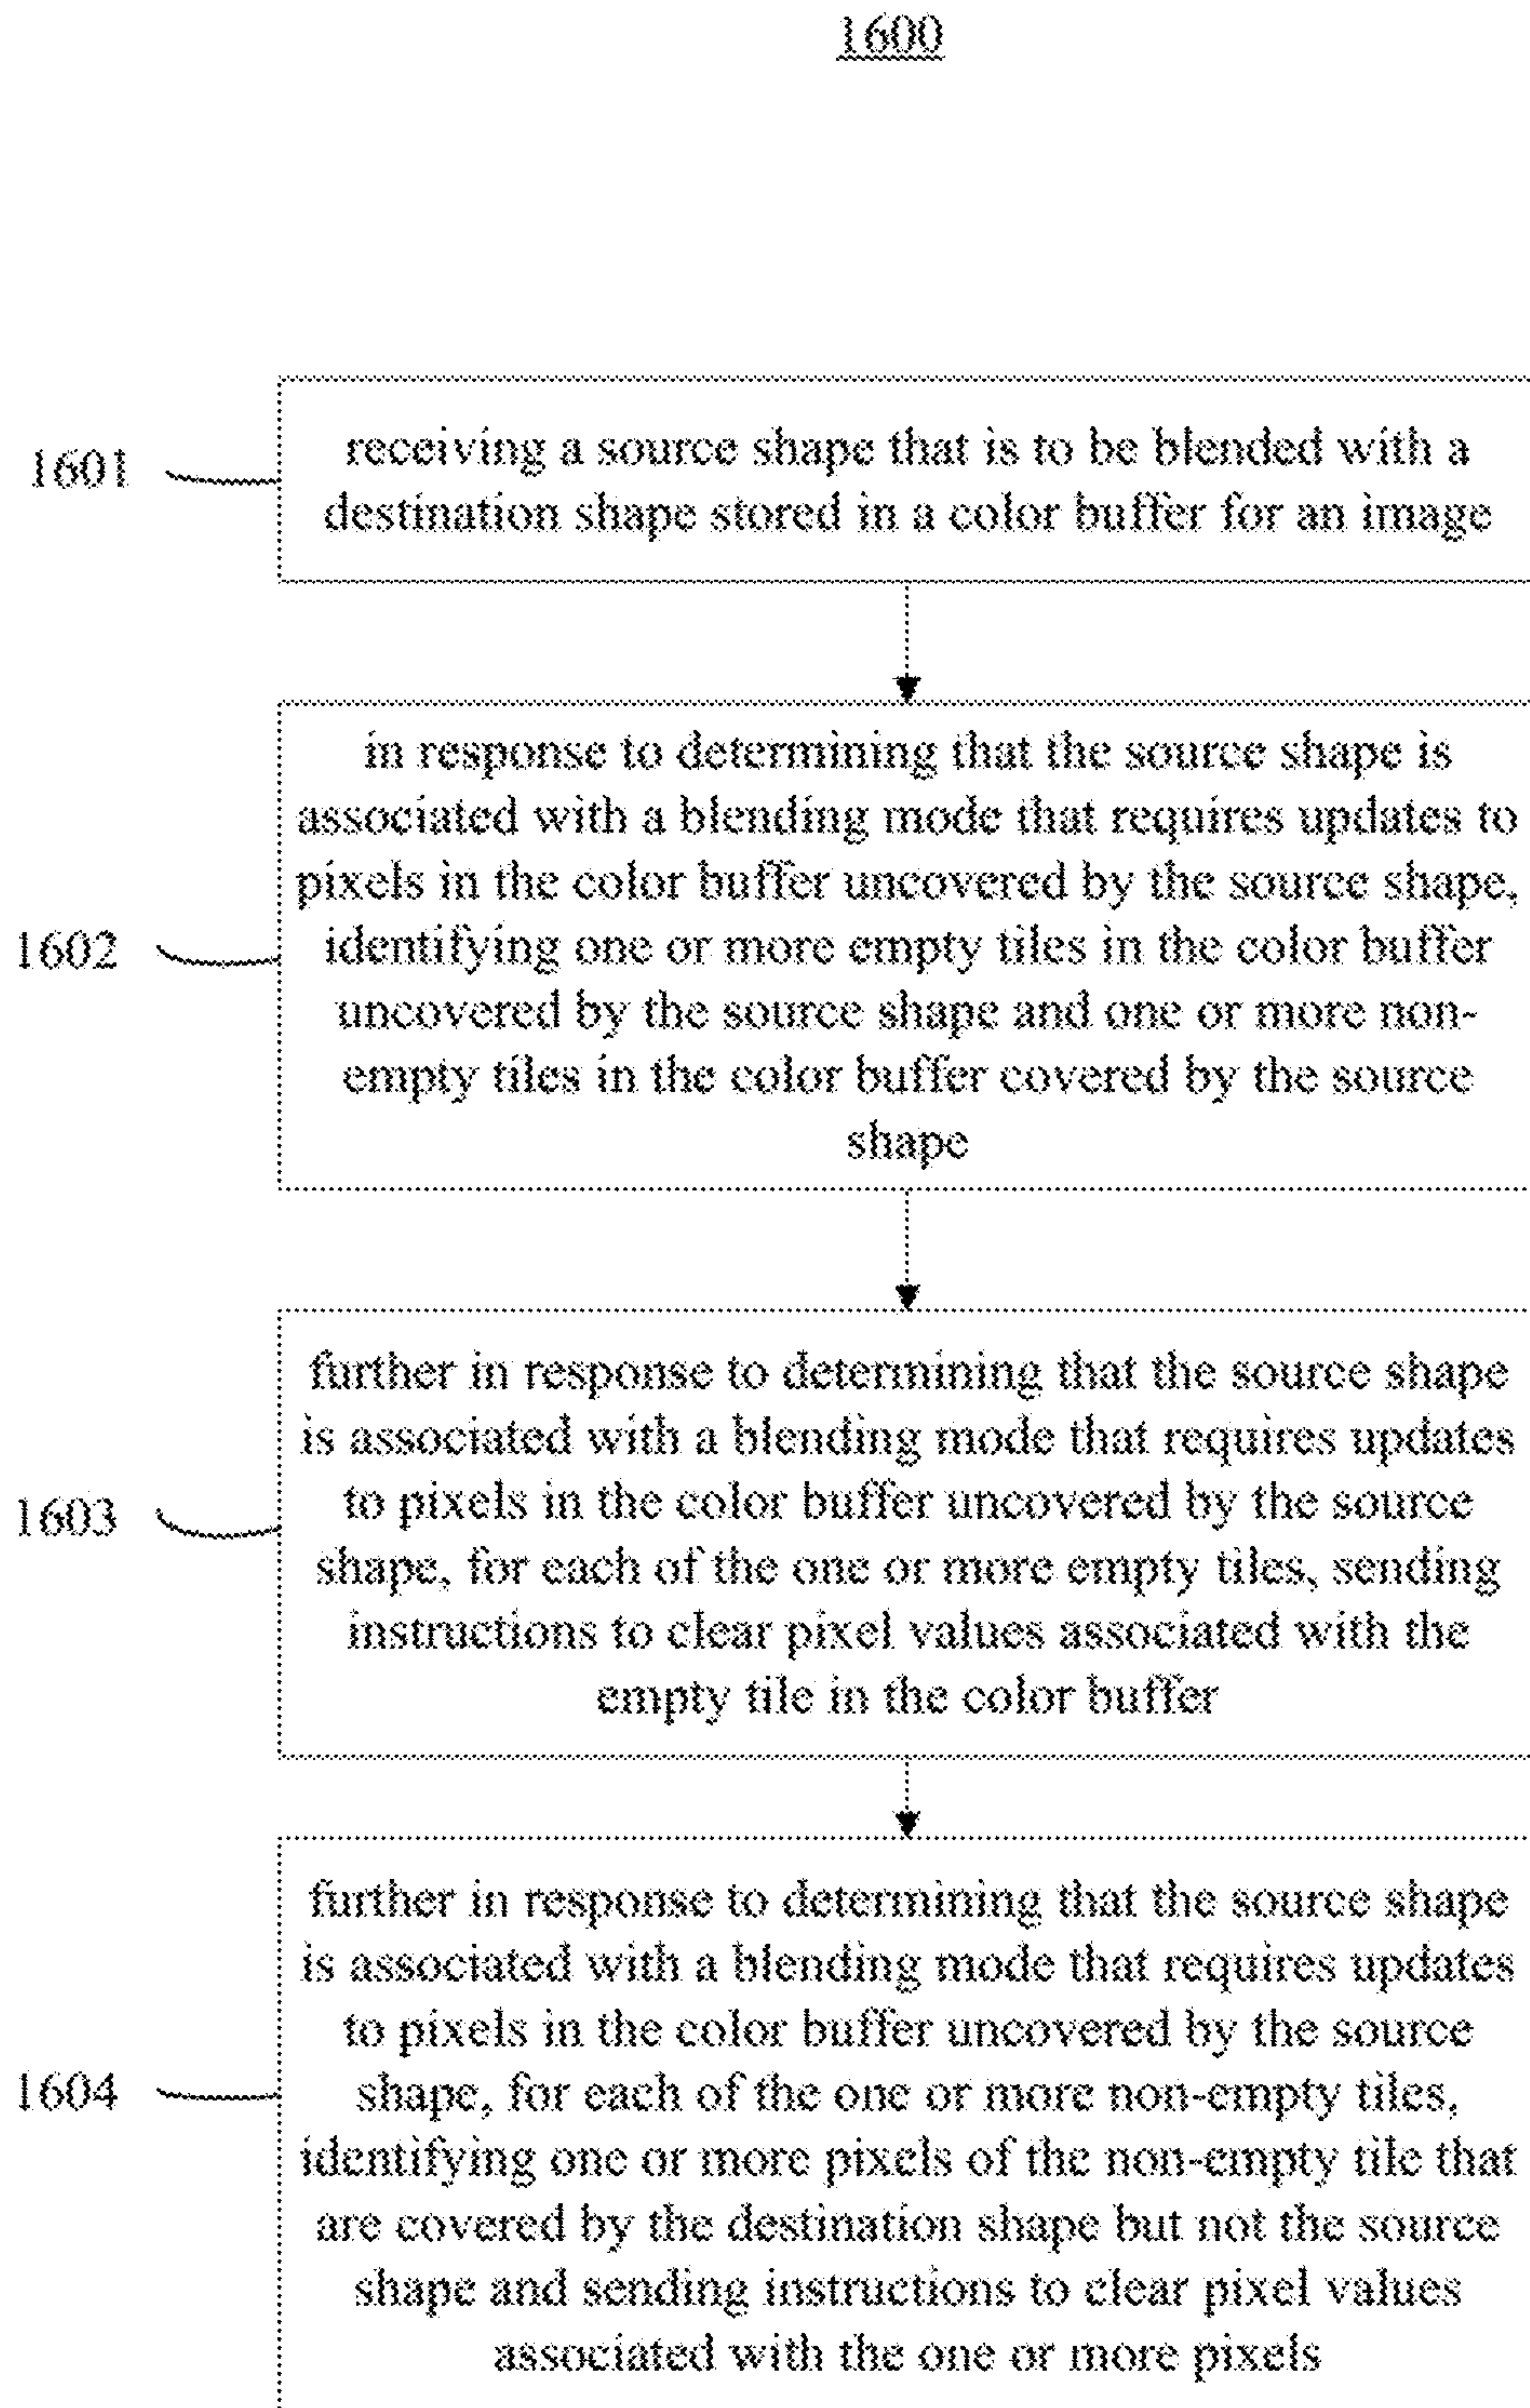 1600
1601
receiving a source shape that is to be blended with a
destination shape stored in a color buffer for an image
1602
in response to determining that the source shape is
associated with a blending mode that requires updates to
pixels in the color buffer uncovered by the source shape,
identifying one or more empty tiles in the color buffer
uncovered by the source shape and one or more non-
empty tiles in the color buffer covered by the source
shape
1603
further in response to determining that the source shape
is associated with a blending mode that requires updates
to pixels in the color buffer uncovered by the source
shape, for each of the one or more empty tiles, sending
instructions to clear pixel values associated with the
empty tile in the color buffer
1604
further in response to determining that the source shape
is associated with a blending mode that requires updates
to pixels in the color buffer uncovered by the source
shape, for each of the one or more non-empty tiles,
identifying one or more pixels of the non-empty tile that
are covered by the destination shape but not the source
shape and sending instructions to clear pixel values
associated with the one or more pixels